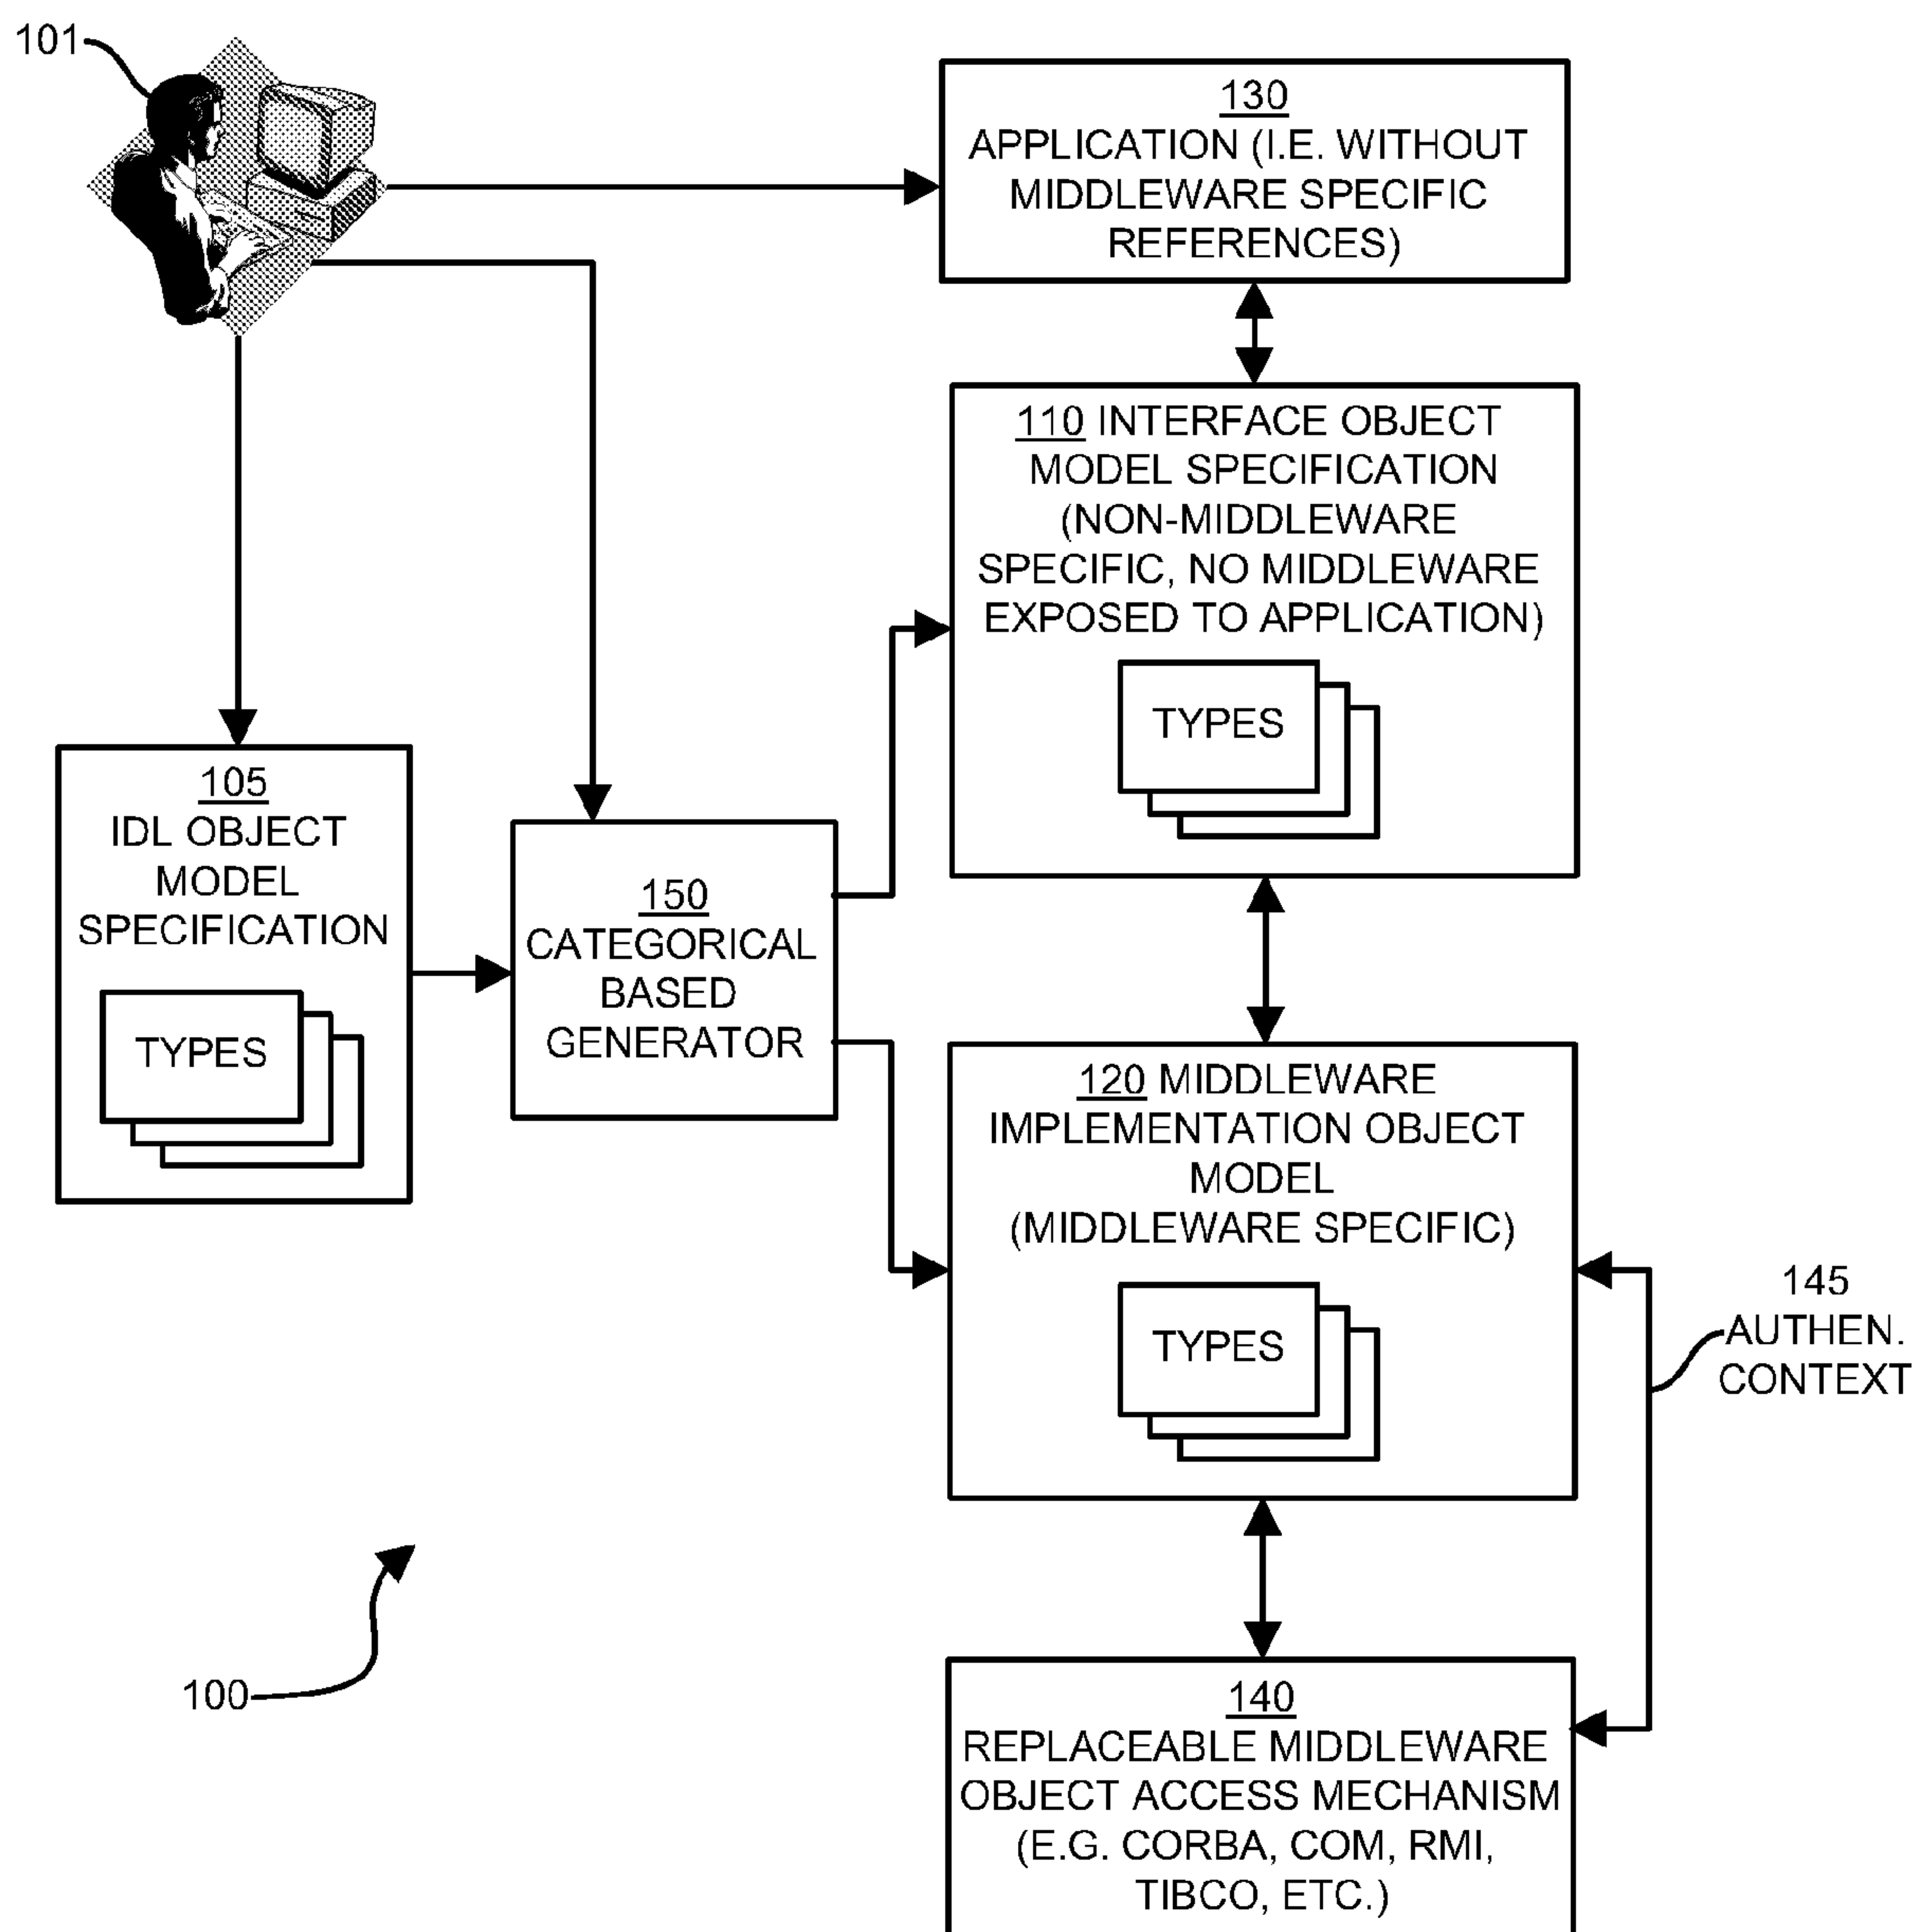 101
130
APPLICATION (I.E. WITHOUT
MIDDLEWARE SPECIFIC
REFERENCES)
110 INTERFACE OBJECT
MODEL SPECIFICATION
(NON-MIDDLEWARE
SPECIFIC, NO MIDDLEWARE
EXPOSED TO APPLICATION)
TYPES
105
IDL OBJECT
MODEL
SPECIFICATION
TYPES
150
CATEGORICAL
BASED
GENERATOR
120 MIDDLEWARE
IMPLEMENTATION OBJECT
MODEL
(MIDDLEWARE SPECIFIC)
TYPES
145
AUTHEN.
CONTEXT
100
140
REPLACEABLE MIDDLEWARE
OBJECT ACCESS MECHANISM
(E.G. CORBA, COM, RMI,
TIBCO, ETC.)